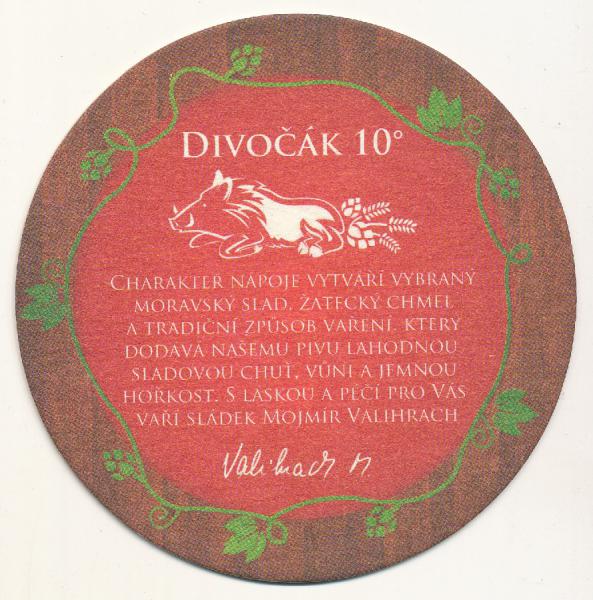 DIVOČÁK 10°
CHARAKTER NÁPOJE VYTVÁŘÍ VYBRANÝ
MORAVSKÝ SLAD, ŽATECKÝ CHMEL
A TRADIČNÍ ZPŮSOB VAŘENÍ, KTERÝ
DODÁVÁ NAŠEMU PIVU LAHODNOU
SLADOVOU CHUŤ, VŮNI A JEMNOU
HOŘKOST. S LÁSKOU A PÉČÍ PRO VÁS
VAŘÍ SLÁDEK MOJMÍR VALIHRACH
Valihrach M